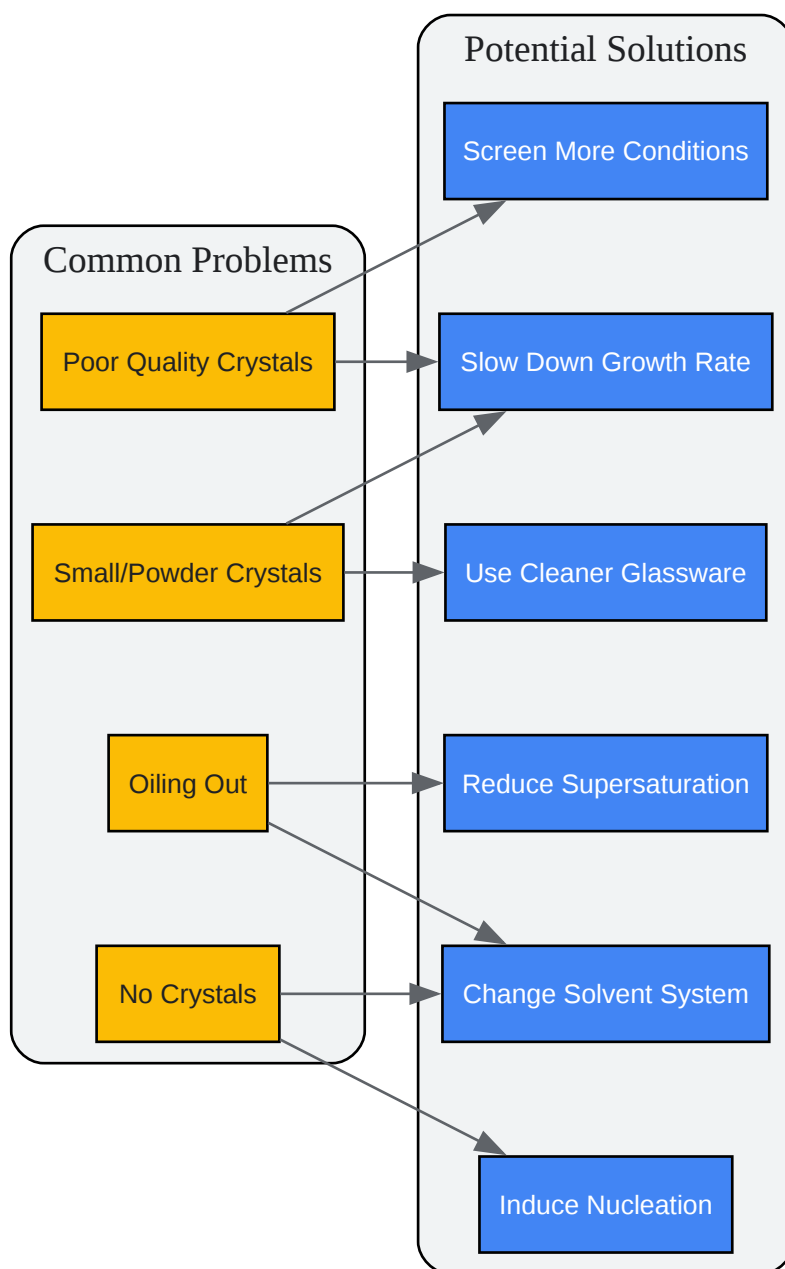 Common Problems
Poor Quality Crystals
Small/Powder Crystals
Oiling Out
No Crystals
Potential Solutions
Screen More Conditions
Slow Down Growth Rate
Use Cleaner Glassware
Reduce Supersaturation
Change Solvent System
Induce Nucleation